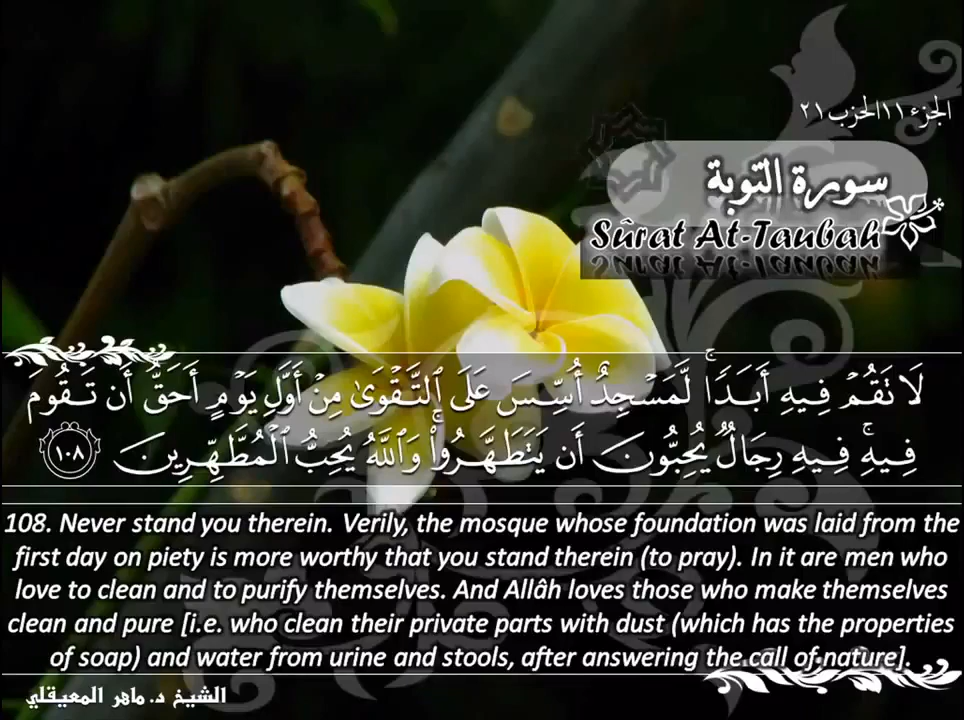 الجزء ١١ الحزب ٢١
سورة التوبة
Sûrat At-Taubah
لَا تَقُمْ فِيهِ أَبَدًا ۚ لَّمَسْجِدٌ أُسِّسَ عَلَى ٱلتَّقْوَىٰ مِنْ أَوَّلِ يَوْمٍ أَحَقُّ أَن تَقُومَ
فِيهِ ۚ فِيهِ رِجَالٌ يُحِبُّونَ أَن يَتَطَهَّرُوا۟ ۚ وَٱللَّهُ يُحِبُّ ٱلْمُطَّهِّرِينَ ١٠٨
108. Never stand you therein. Verily, the mosque whose foundation was laid from the
first day on piety is more worthy that you stand therein (to pray). In it are men who
love to clean and to purify themselves. And Allâh loves those who make themselves
clean and pure [i.e. who clean their private parts with dust (which has the properties
of soap) and water from urine and stools, after answering the call of nature].
الشيخ د. ماهر المعيقلي